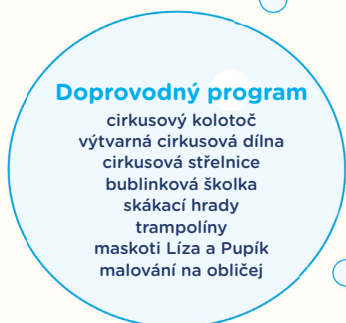 Doprovodný program
cirkusový kolotoč
výtvarná cirkusová dílna
cirkusová střelnice
bublinková školka
skákací hrady
trampolíny
maskoti Líza a Pupík
malování na obličej